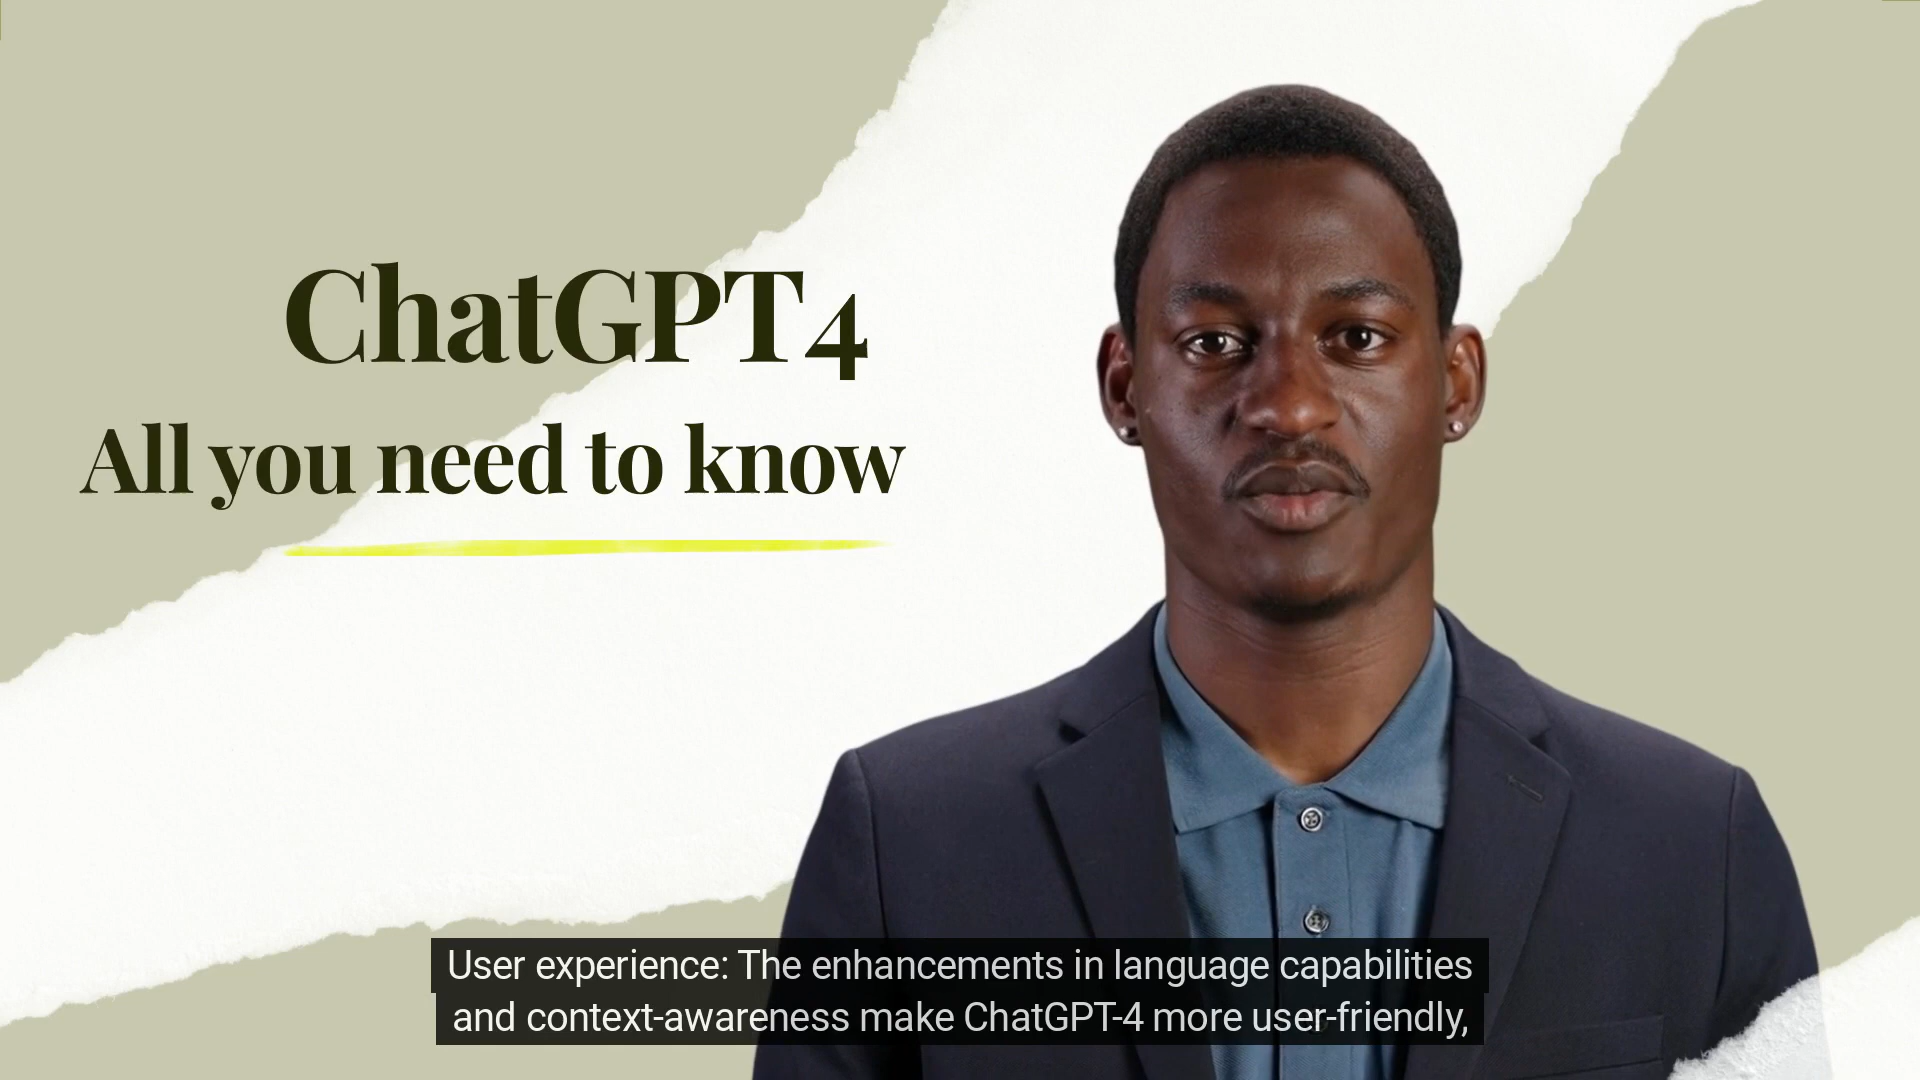 ChatGPT4
All you need to know
User experience: The enhancements in language capabilities
and context-awareness make ChatGPT-4 more user-friendly,